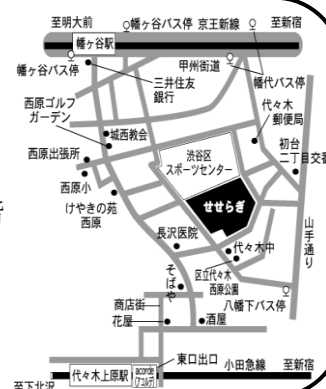 至明大前
幡ヶ谷バス停
京王新線
至新宿
幡ヶ谷駅
幡ヶ谷バス停
甲州街道
幡代バス停
三井住友
銀行
西原ゴルフ
ガーデン
代々木
郵便局
城西教会
初台
二丁目交番
西原出張所
渋谷区
スポーツセンター
西原小
けやきの苑
西原
せせらぎ
山手通り
長沢医院
代々木中
そばや
区立代々木
西原公園
八幡下バス停
商店街
花屋
酒屋
東口出口
小田急線
至新宿
代々木上原駅
acorde
(アコルデ)
至下北沢